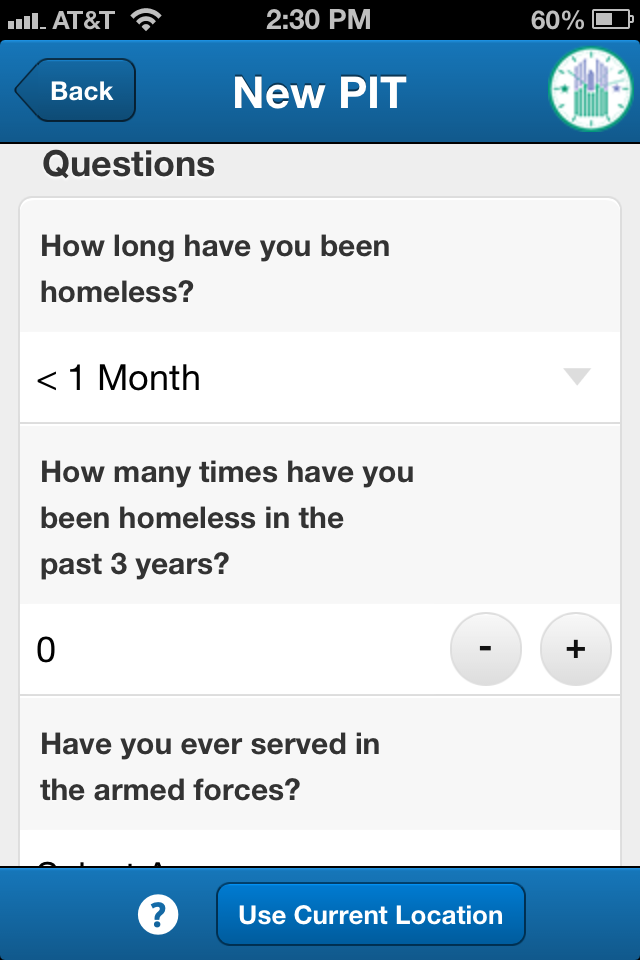 AT&T 2:30 PM 60%
Back New PIT
Questions
How long have you been
homeless?
< 1 Month
How many times have you
been homeless in the
past 3 years?
0 - +
Have you ever served in
the armed forces?
? Use Current Location